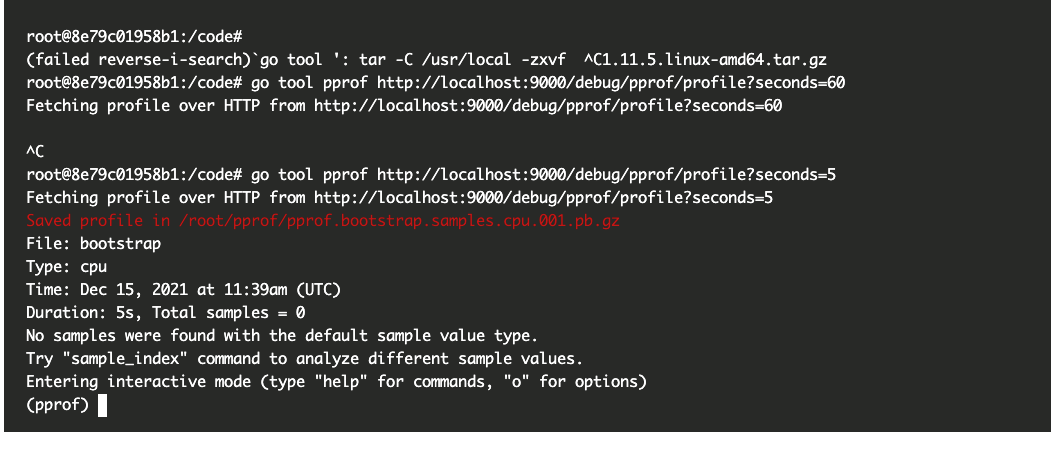 root@8e79c01958b1:/code#
(failed reverse-i-search)`go tool ': tar -C /usr/local -zxvf  ^C1.11.5.linux-amd64.tar.gz
root@8e79c01958b1:/code# go tool pprof http://localhost:9000/debug/pprof/profile?seconds=60
Fetching profile over HTTP from http://localhost:9000/debug/pprof/profile?seconds=60
^C
root@8e79c01958b1:/code# go tool pprof http://localhost:9000/debug/pprof/profile?seconds=5
Fetching profile over HTTP from http://localhost:9000/debug/pprof/profile?seconds=5
Saved profile in /root/pprof/pprof.bootstrap.samples.cpu.001.pb.gz
File: bootstrap
Type: cpu
Time: Dec 15, 2021 at 11:39am (UTC)
Duration: 5s, Total samples = 0
No samples were found with the default sample value type.
Try "sample_index" command to analyze different sample values.
Entering interactive mode (type "help" for commands, "o" for options)
(pprof)